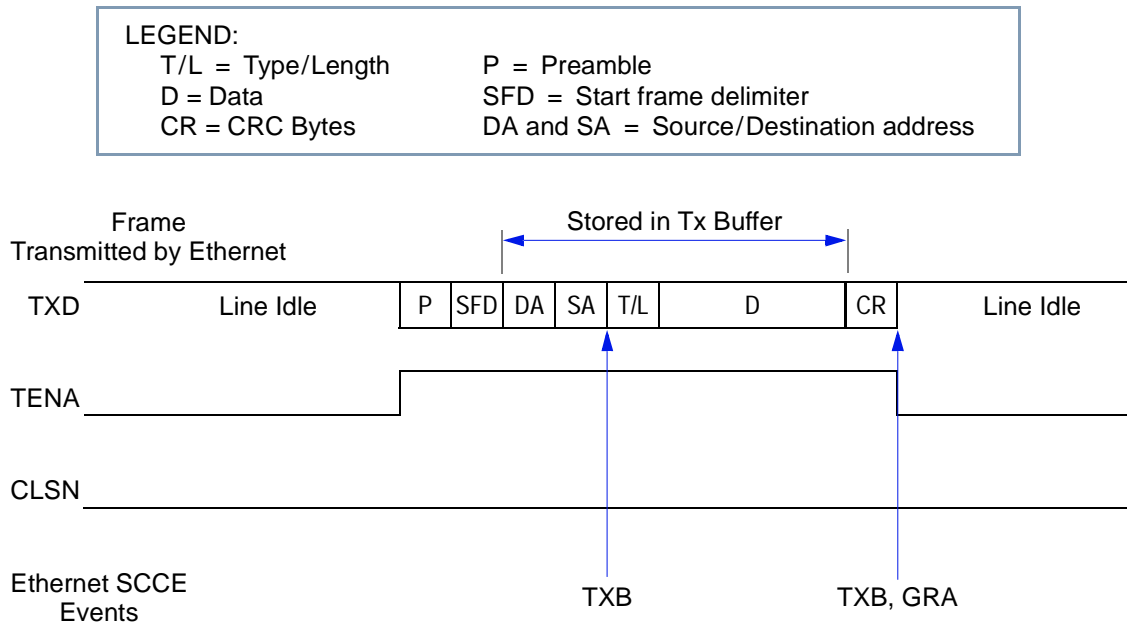 LEGEND:
T/L = Type/Length P = Preamble
D = Data SFD = Start frame delimiter
CR = CRC Bytes DA and SA = Source/Destination address
Frame
Transmitted by Ethernet
Stored in Tx Buffer
TXD Line Idle P SFD DA SA T/L D CR Line Idle
TENA
CLSN
Ethernet SCCE
Events
TXB TXB, GRA